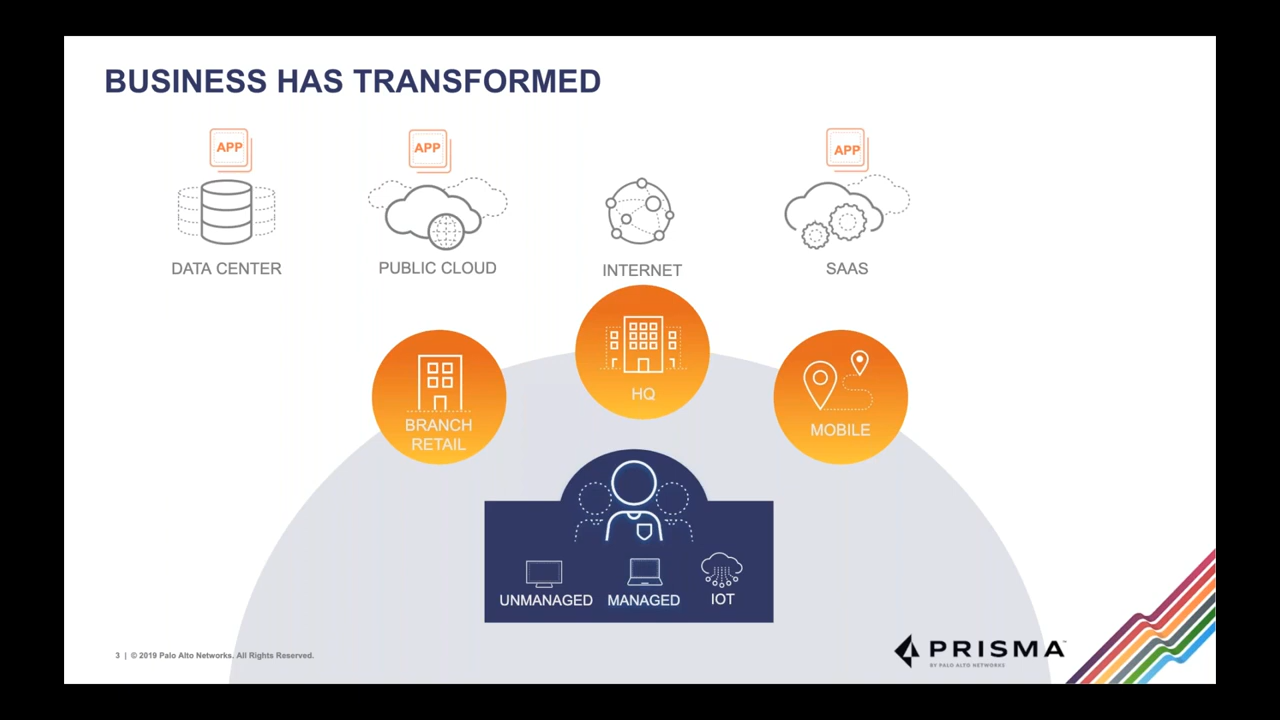 BUSINESS HAS TRANSFORMED
APP
APP
APP
DATA CENTER
PUBLIC CLOUD
INTERNET
SAAS
HQ
BRANCH
RETAIL
MOBILE
UNMANAGED
MANAGED
IOT
3 | © 2019 Palo Alto Networks. All Rights Reserved.
PRISMA™
BY PALO ALTO NETWORKS